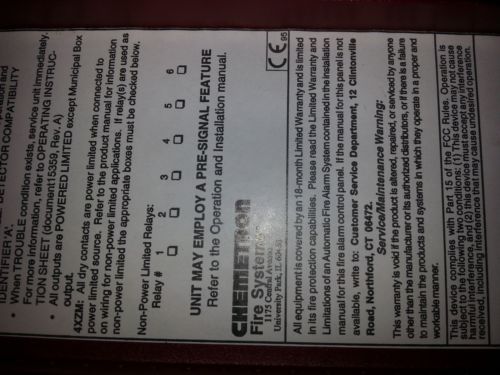 IDENTIFIER 'A'.
• When TROUBLE condition exists, service unit immediately.
For more information, refer to OPERATING INSTRUC-
TION SHEET (document15359, Rev. A)
• All outputs are POWERED LIMITED except Municipal Box
output.
4XZM: All dry contacts are power limited when connected to
power limited source. Refer to the product manual for information
on wiring for non-power limited applications. If relay(s) are used as
non-power limited the appropriate boxes must be checked below.
Non-Power Limited Relays:
Relay # 1 2 3 4 5 6
UNIT MAY EMPLOY A PRE-SIGNAL FEATURE
Refer to the Operation and Installation manual.
CHEMETRON
Fire Systems
University Park, IL
CE 95
All equipment is covered by an 18-month Limited Warranty and is limited
in its fire protection capabilities. Please read the Limited Warranty and
Limitations of an Automatic Fire Alarm System contained in the installation
manual for this fire alarm control panel. If the manual for this panel is not
available, write to: Customer Service Department, 12 Clintonville
Road, Northford, CT 06472.
Service/Maintenance Warning:
This warranty is void if the product is altered, repaired, or serviced by anyone
other than the manufacturer or its authorized distributors, or if there is a failure
to maintain the products and systems in which they operate in a proper and
workable manner.
This device complies with Part 15 of the FCC Rules. Operation is
subject to the following two conditions: (1) This device may not cause
harmful interference, and (2) this device must accept any interference
received, including interference that may cause undesired operation.